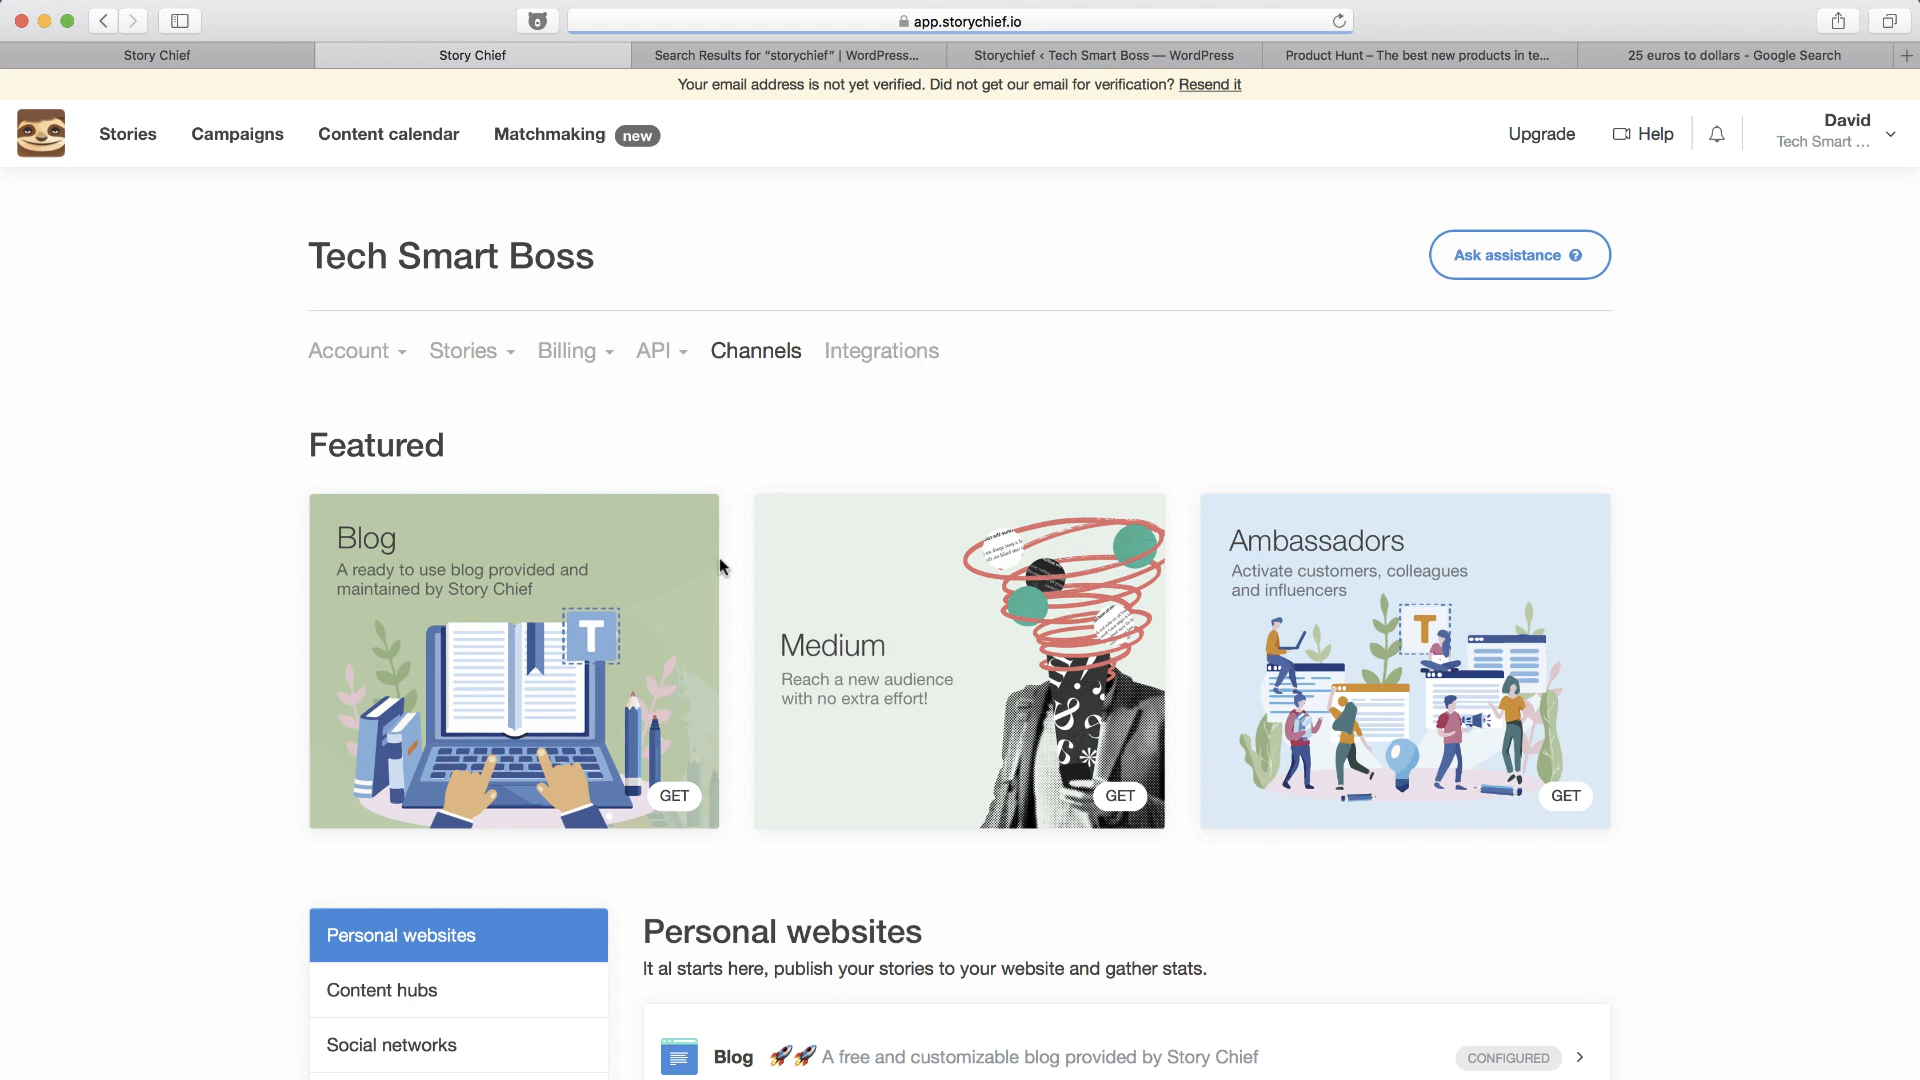 app.storychief.io
Story Chief
Story Chief
Search Results for "storychief" | WordPress...
Storychief ‹ Tech Smart Boss — WordPress
Product Hunt – The best new products in te...
25 euros to dollars - Google Search
Your email address is not yet verified. Did not get our email for verification? Resend it
Stories
Campaigns
Content calendar
Matchmaking new
Upgrade
Help
David
Tech Smart ...
Tech Smart Boss
Ask assistance ?
Account
Stories
Billing
API
Channels
Integrations
Featured
Blog
A ready to use blog provided and
maintained by Story Chief
T
GET
Medium
Reach a new audience
with no extra effort!
GET
Ambassadors
Activate customers, colleagues
and influencers
T
GET
Personal websites
Content hubs
Social networks
Personal websites
It al starts here, publish your stories to your website and gather stats.
Blog 🚀🚀 A free and customizable blog provided by Story Chief
CONFIGURED